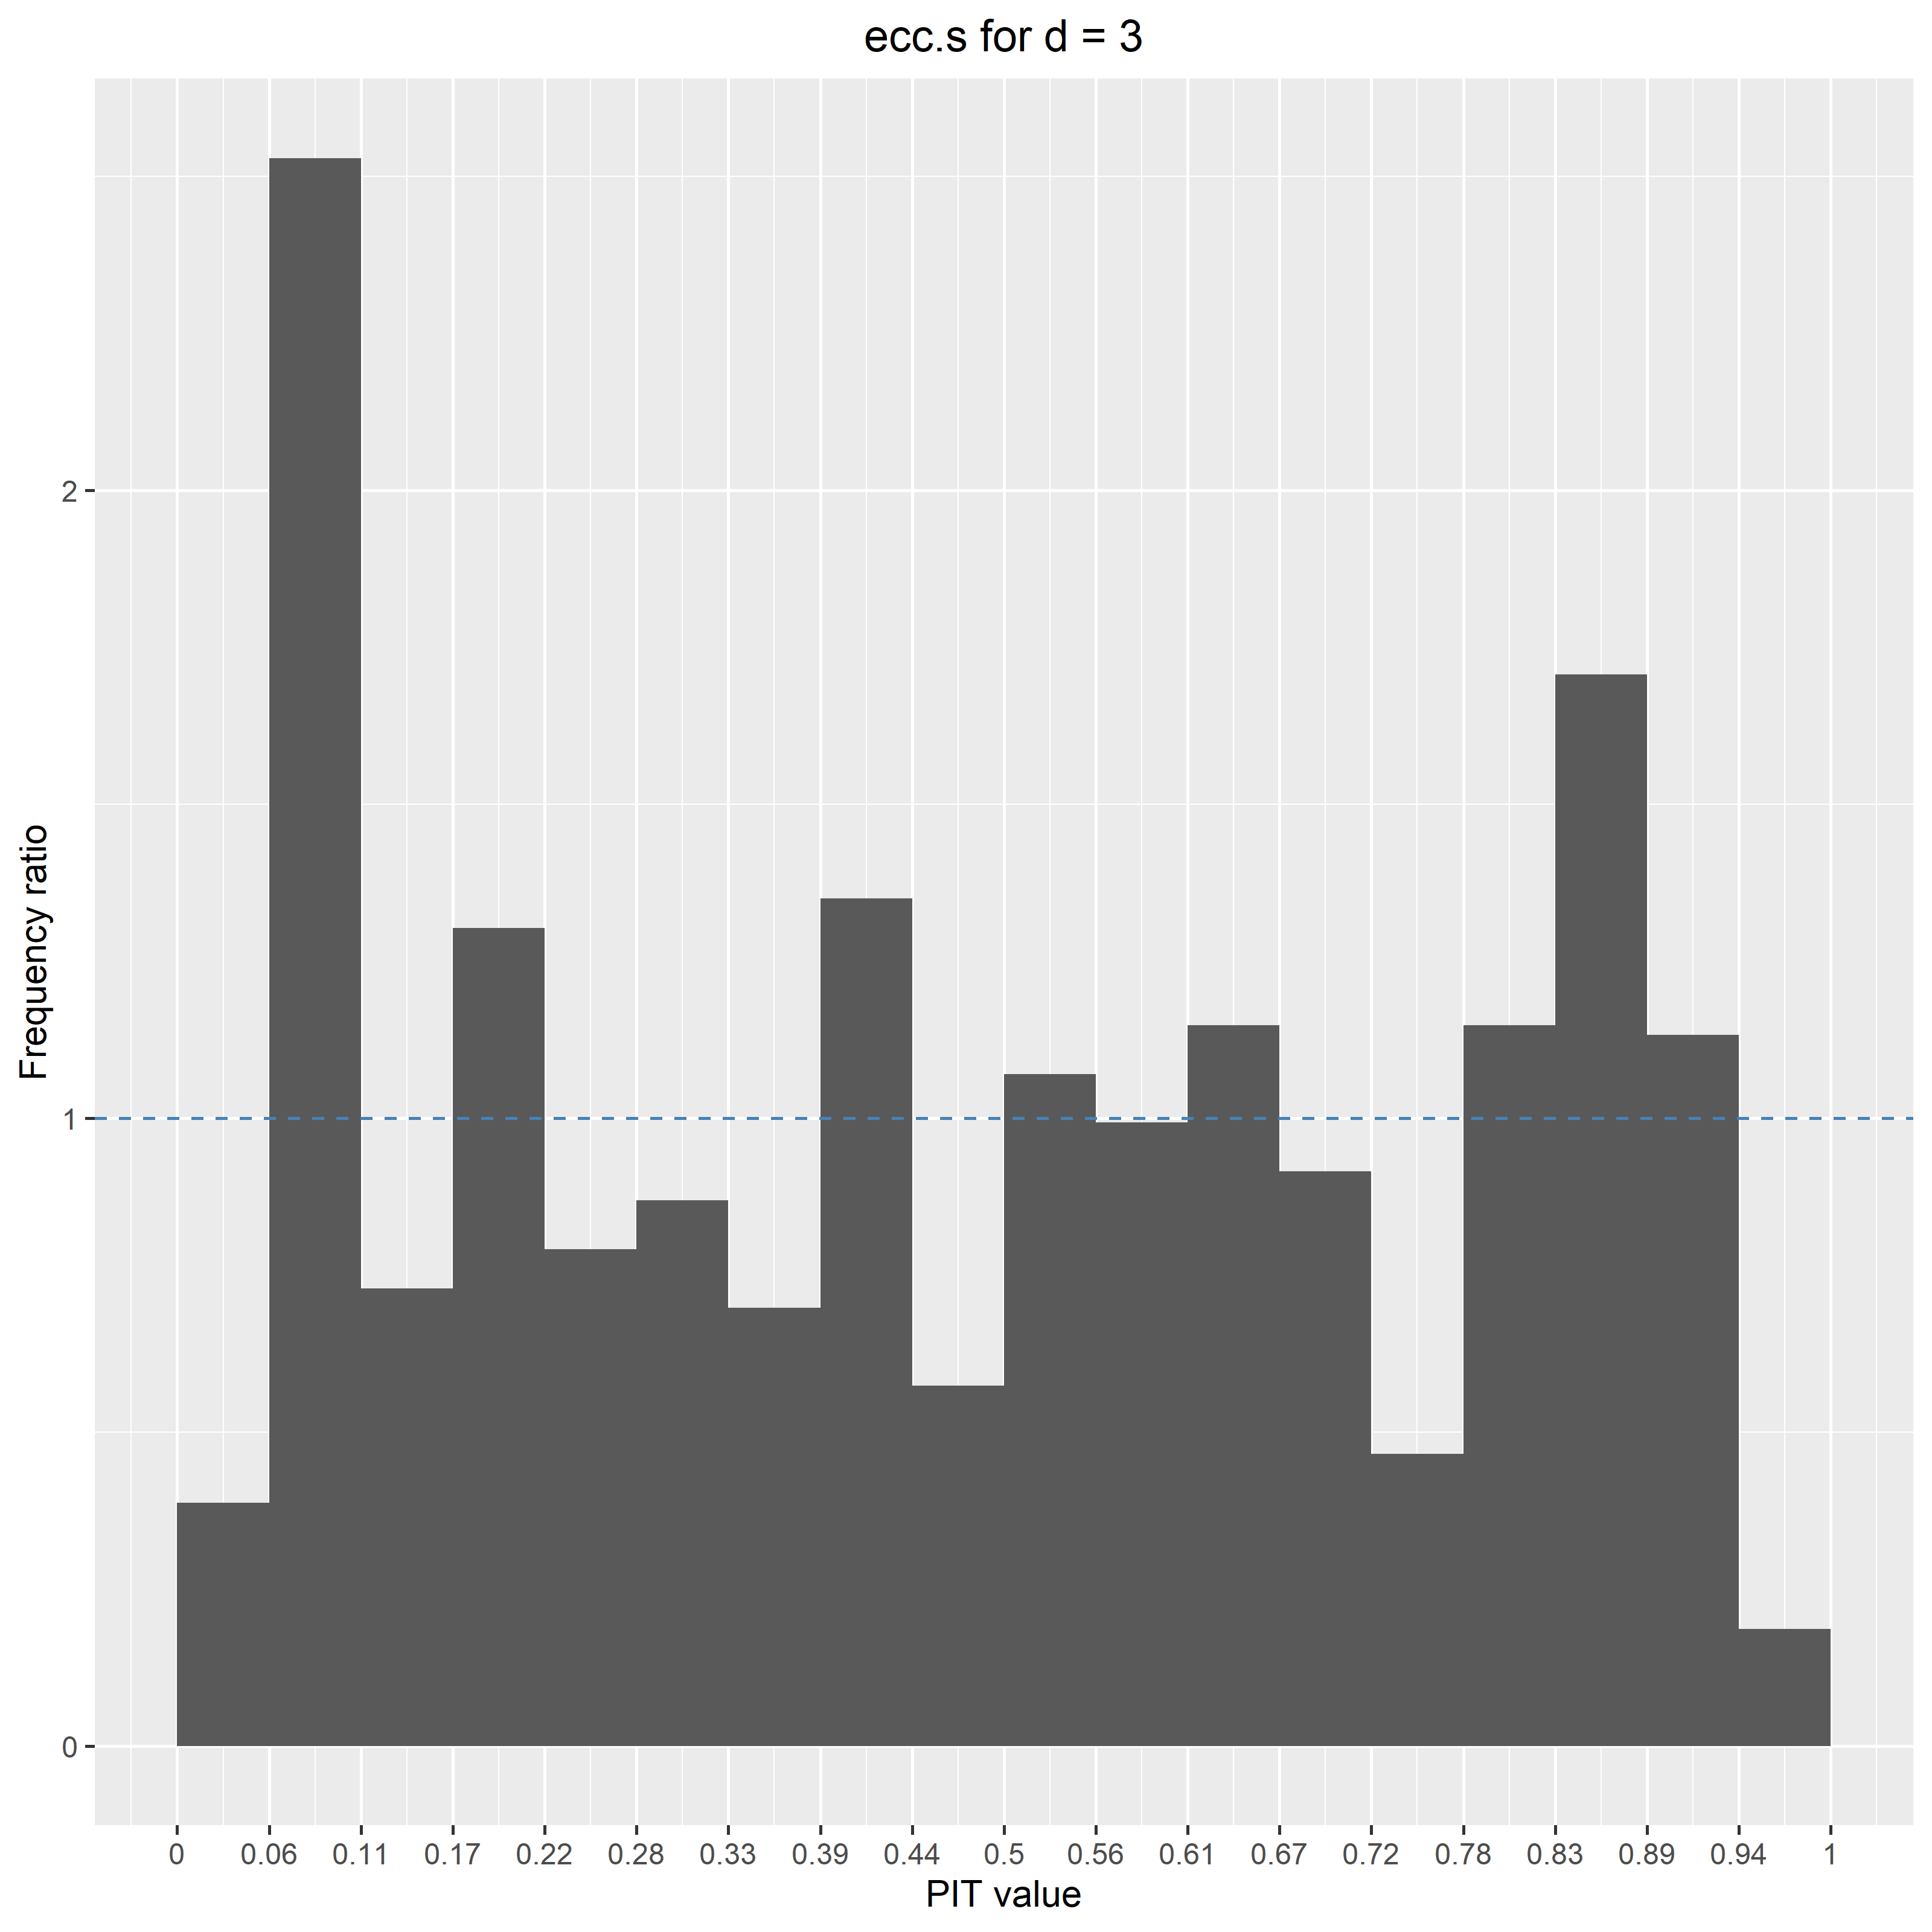 ecc.s for d = 3
Frequency ratio
2
1
0
0 0.06 0.11 0.17 0.22 0.28 0.33 0.39 0.44 0.5 0.56 0.61 0.67 0.72 0.78 0.83 0.89 0.94 1
PIT value